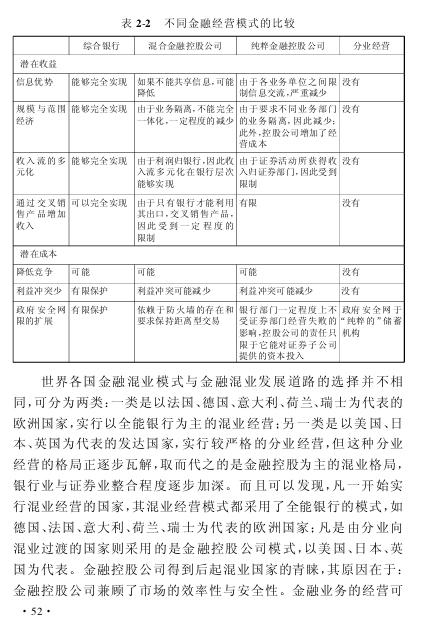 表 2-2 不同金融经营模式的比较
综合银行 混合金融控股公司 纯粹金融控股公司 分业经营
潜在收益
信息优势 能够完全实现 如果不能共享信息,可能降低 由于各业务单位之间限制信息交流,严重减少 没有
规模与范围经济 能够完全实现 由于业务隔离,不能完全一体化,一定程度的减少 由于要求不同业务部门的业务隔离,因此减少;此外,控股公司增加了经营成本 没有
收入流的多元化 能够完全实现 由于利润归银行,因此收入流多元化在银行层次能够实现 由于证券活动所获得收入归证券部门,因此受到限制 没有
通过交叉销售产品增加收入 可以完全实现 由于只有银行才能利用其出口,交叉销售产品,因此受到一定程度的限制 有限 没有
潜在成本
降低竞争 可能 可能 可能 没有
利益冲突少 有限保护 利益冲突可能减少 利益冲突可能减少 没有
政府安全网限的扩展 有限保护 依赖于防火墙的存在和要求保持距离型交易 银行部门一定程度上不受证券部门经营失败的影响,控股公司的责任只限于它能对证券子公司提供的资本投入 政府安全网于“纯粹的”储蓄机构
世界各国金融混业模式与金融混业发展道路的选择并不相
同,可分为两类:一类是以法国、德国、意大利、荷兰、瑞士为代表的
欧洲国家,实行以全能银行为主的混业经营;另一类是以美国、日
本、英国为代表的发达国家,实行较严格的分业经营,但这种分业
经营的格局正逐步瓦解,取而代之的是金融控股为主的混业格局,
银行业与证券业整合程度逐步加深。而且可以发现,凡一开始实
行混业经营的国家,其混业经营模式都采用了全能银行的模式,如
德国、法国、意大利、荷兰、瑞士为代表的欧洲国家;凡是由分业向
混业过渡的国家则采用的是金融控股公司模式,以美国、日本、英
国为代表。金融控股公司得到后起混业国家的青睐,其原因在于:
金融控股公司兼顾了市场的效率性与安全性。金融业务的经营可
·52·